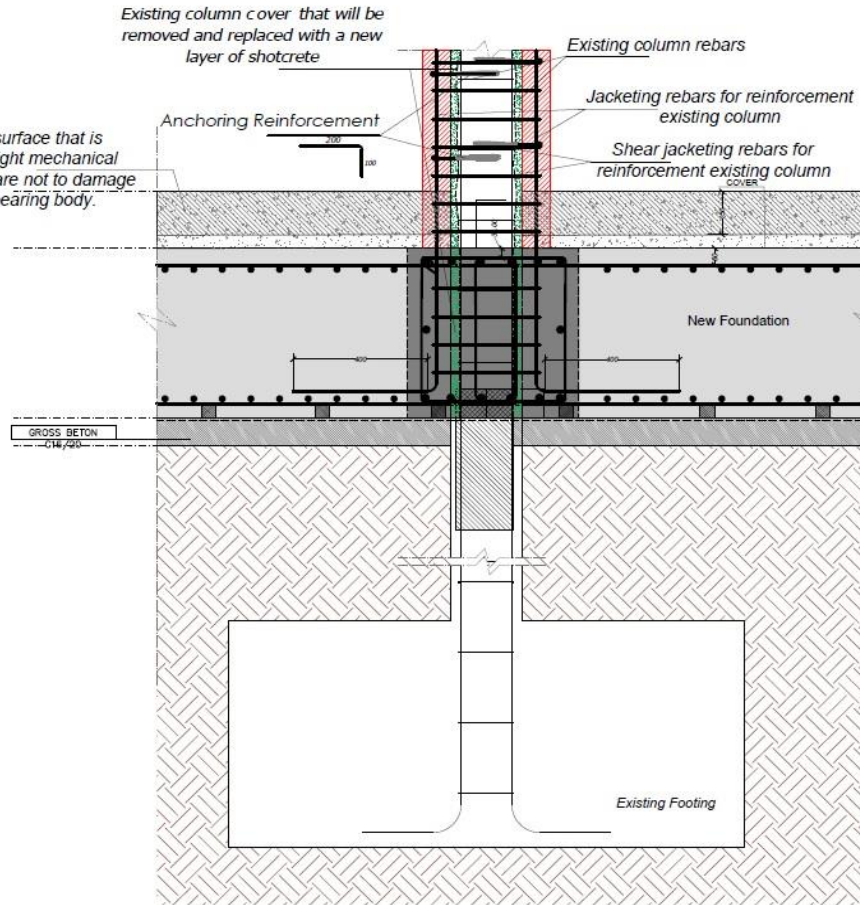 Existing column cover that will be
removed and replaced with a new
layer of shotcrete
Existing column rebars
Jacketing rebars for reinforcement
existing column
Anchoring Reinforcement
200
100
surface that is
ght mechanical
are not to damage
earing body.
Shear jacketing rebars for
reinforcement existing column
COVER
New Foundation
400
400
GROSS BETON
C16/20
Existing Footing